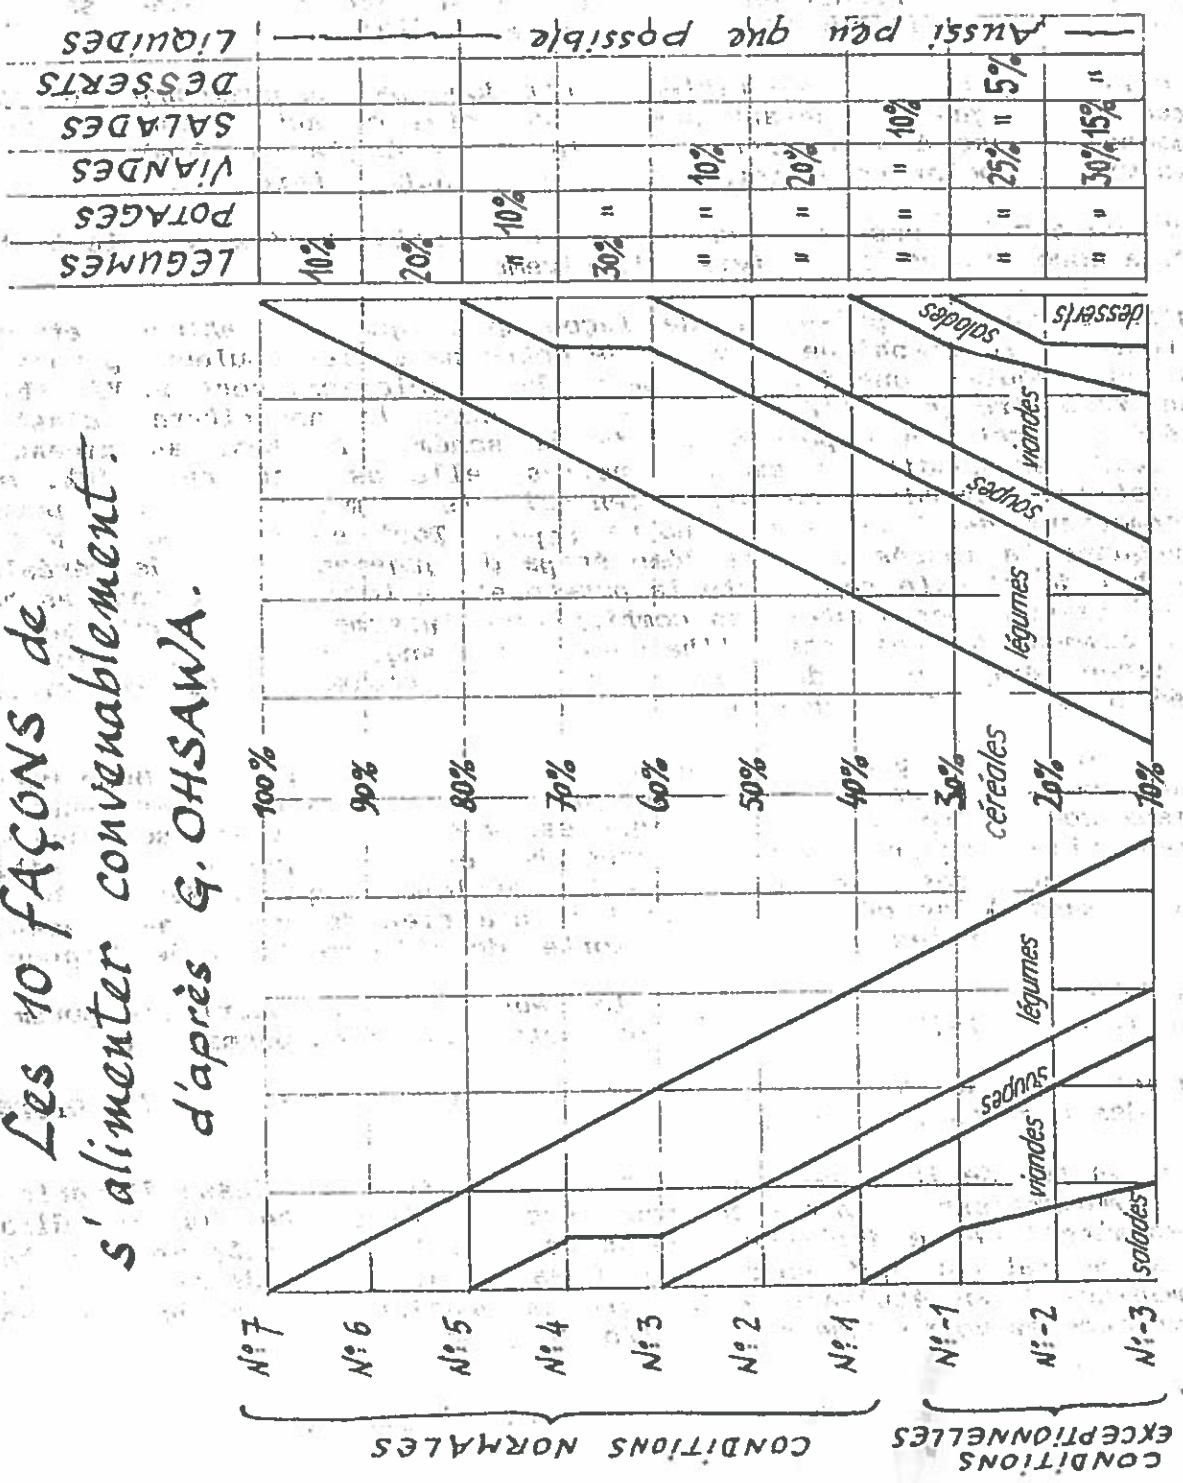 Les 10 FAÇONS de
s'alimenter convenablement.
d'après G. OHSAWA.
CONDITIONS NORMALES
CONDITIONS
EXCEPTIONNELLES
N° 7
N° 6
N° 5
N° 4
N° 3
N° 2
N° 1
N° -1
N° -2
N° -3
100%
90%
80%
70%
60%
50%
40%
30%
20%
10%
salades
viandes
soupes
légumes
céréales
légumes
soupes
viandes
salades
desserts
LÉGUMES
10%
20%
"
30%
"
"
"
"
"
POTAGES
10%
"
"
"
"
"
"
VIANDES
10%
20%
"
25%
30%
SALADES
10%
"
15%
DESSERTS
5%
"
LIQUIDES
Aussi peu que possible